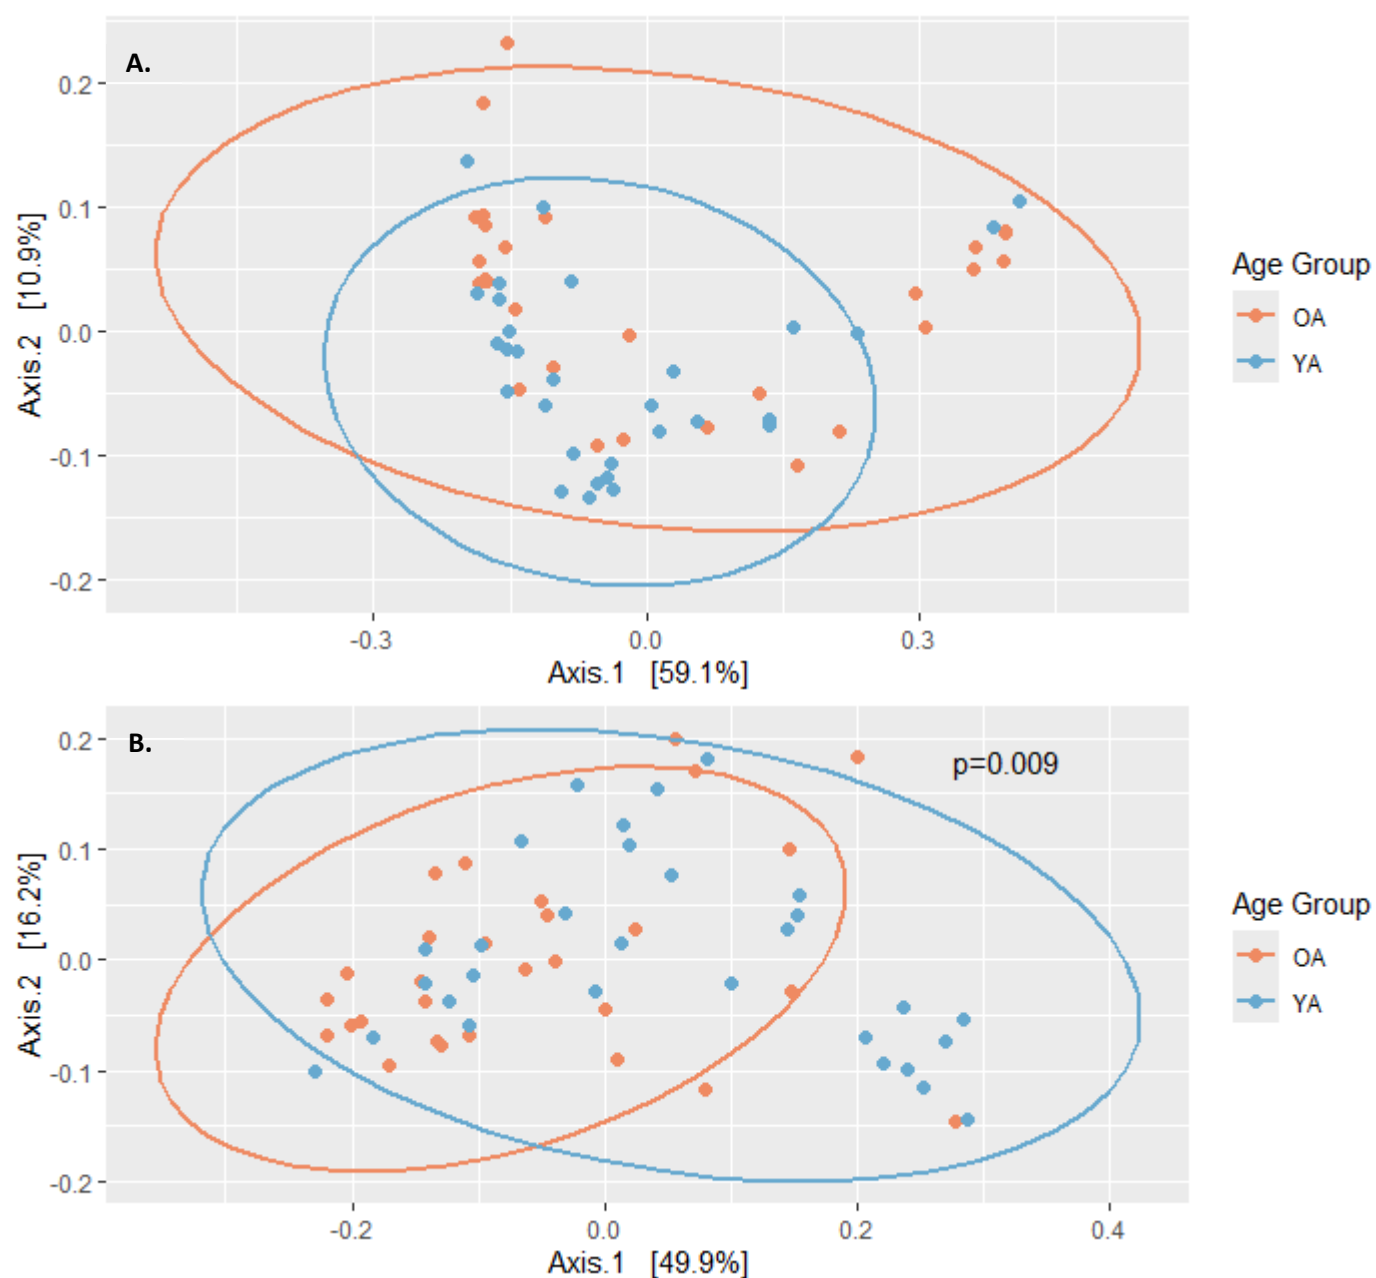 A.
0.2
0.1
0.0
-0.1
-0.2
Axis.2 [10.9%]
-0.3 0.0 0.3
Axis.1 [59.1%]
Age Group
OA
YA
B.
p=0.009
0.2
0.1
0.0
-0.1
-0.2
Axis.2 [16.2%]
-0.2 0.0 0.2 0.4
Axis.1 [49.9%]
Age Group
OA
YA